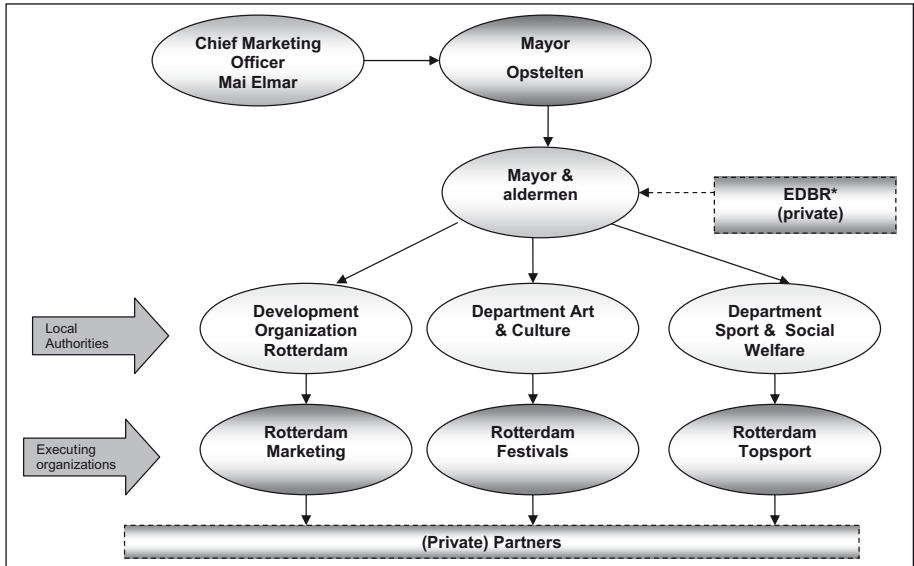 Chief Marketing
Officer
Mai Elmar
Mayor
Opstelten
Mayor &
aldermen
EDBR*
(private)
Local
Authorities
Development
Organization
Rotterdam
Department Art
& Culture
Department
Sport & Social
Welfare
Executing
organizations
Rotterdam
Marketing
Rotterdam
Festivals
Rotterdam
Topsport
(Private) Partners